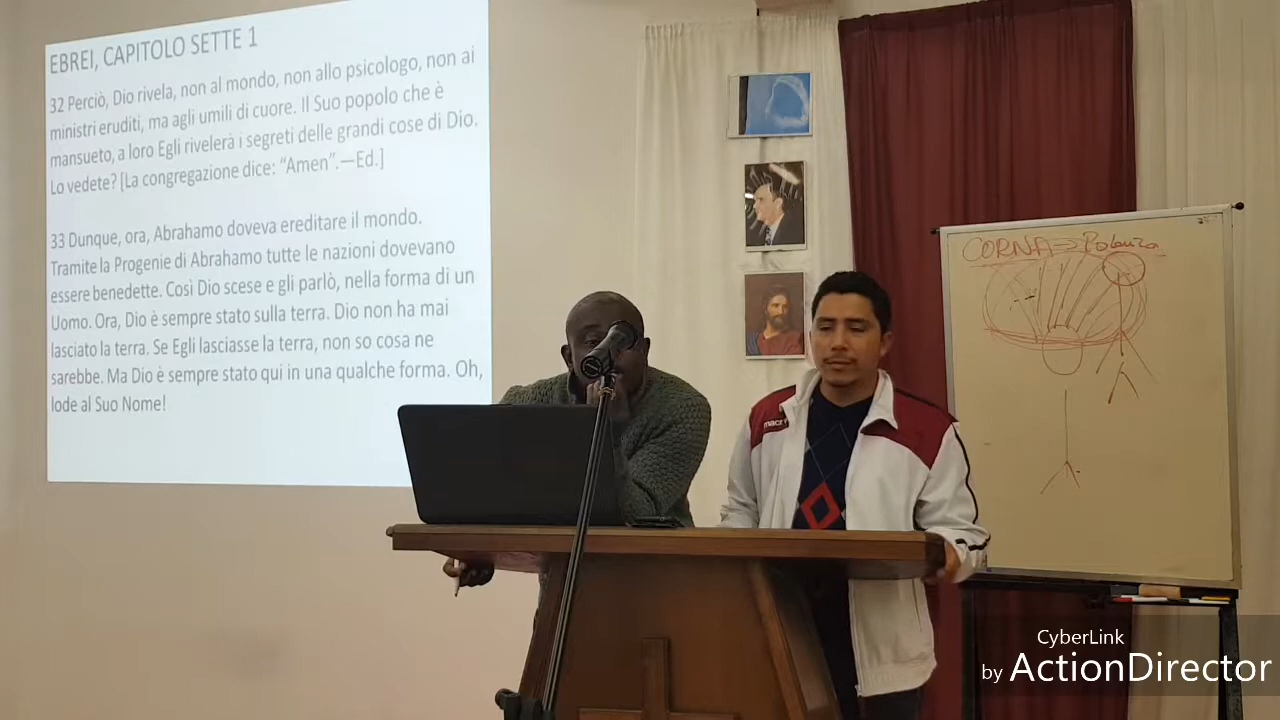 EBREI, CAPITOLO SETTE 1
32 Perciò, Dio rivela, non al mondo, non allo psicologo, non ai
ministri eruditi, ma agli umili di cuore. Il Suo popolo che è
mansueto, a loro Egli rivelerà i segreti delle grandi cose di Dio.
Lo vedete? [La congregazione dice: “Amen”.—Ed.]
33 Dunque, ora, Abrahamo doveva ereditare il mondo.
Tramite la Progenie di Abrahamo tutte le nazioni dovevano
essere benedette. Così Dio scese e gli parlò, nella forma di un
Uomo. Ora, Dio è sempre stato sulla terra. Dio non ha mai
lasciato la terra. Se Egli lasciasse la terra, non so cosa ne
sarebbe. Ma Dio è sempre stato qui in una qualche forma. Oh,
lode al Suo Nome!
CORNA
macr
CyberLink
by ActionDirector